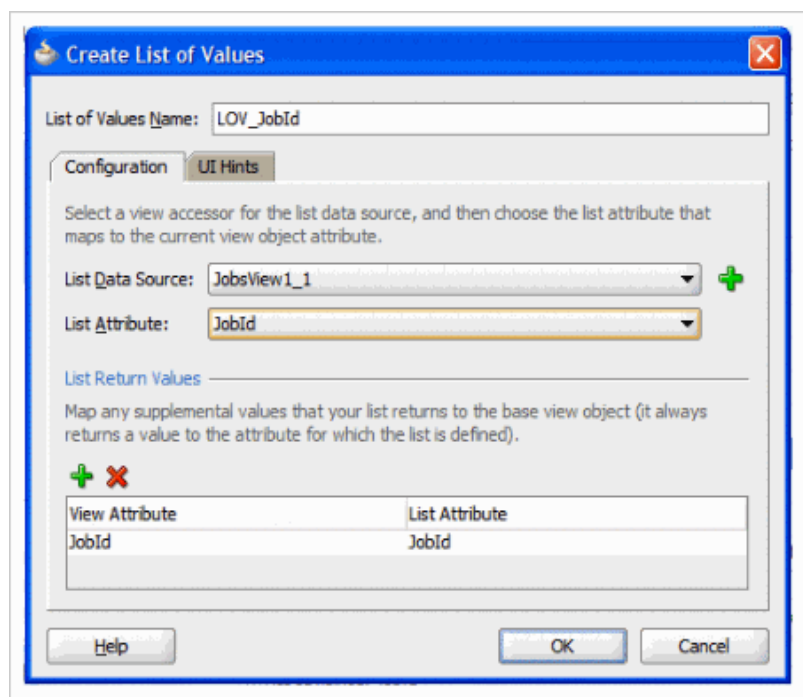 Create List of Values
List of Values Name: LOV_JobId
Configuration UI Hints
Select a view accessor for the list data source, and then choose the list attribute that
maps to the current view object attribute.
List Data Source: JobsView1_1
List Attribute: JobId
List Return Values
Map any supplemental values that your list returns to the base view object (it always
returns a value to the attribute for which the list is defined).
View Attribute List Attribute
JobId JobId
Help OK Cancel